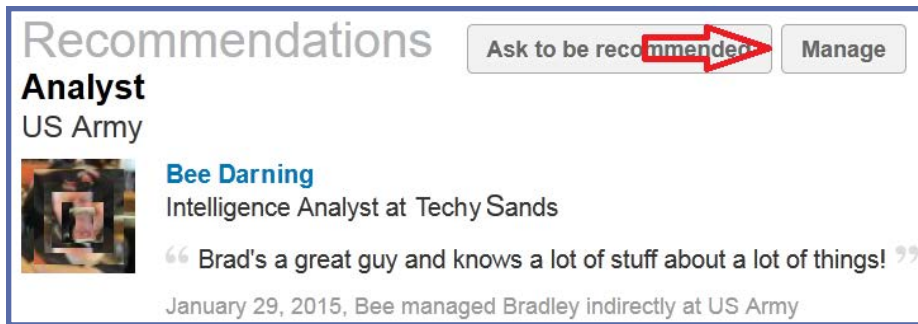 Recommendations Ask to be recommended Manage
Analyst
US Army
Bee Darning
Intelligence Analyst at Techy Sands
“ Brad's a great guy and knows a lot of stuff about a lot of things! ”
January 29, 2015, Bee managed Bradley indirectly at US Army